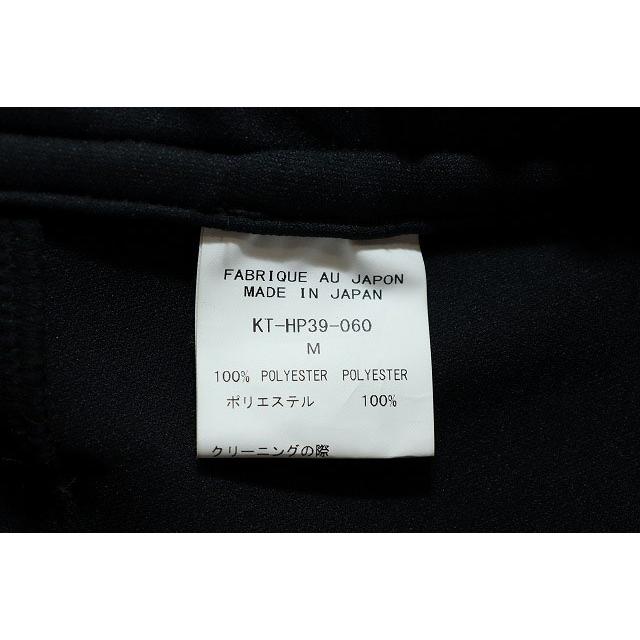 FABRIQUE AU JAPON
MADE IN JAPAN
KT-HP39-060
M
100% POLYESTER POLYESTER
ポリエステル 100%
クリーニングの際